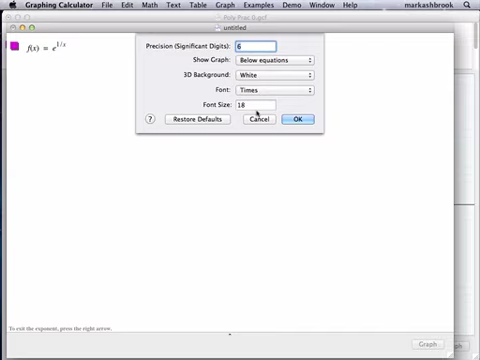 Graphing Calculator File Edit Math Text Table Graph Examples Demo Window markashbrook
Poly Prac 0.gcf
untitled
f(x) = e^{1/x}
Precision (Significant Digits): 6
Show Graph: Below equations
3D Background: White
Font: Times
Font Size: 18
? Restore Defaults Cancel OK
To exit the exponent, press the right arrow.
Graph